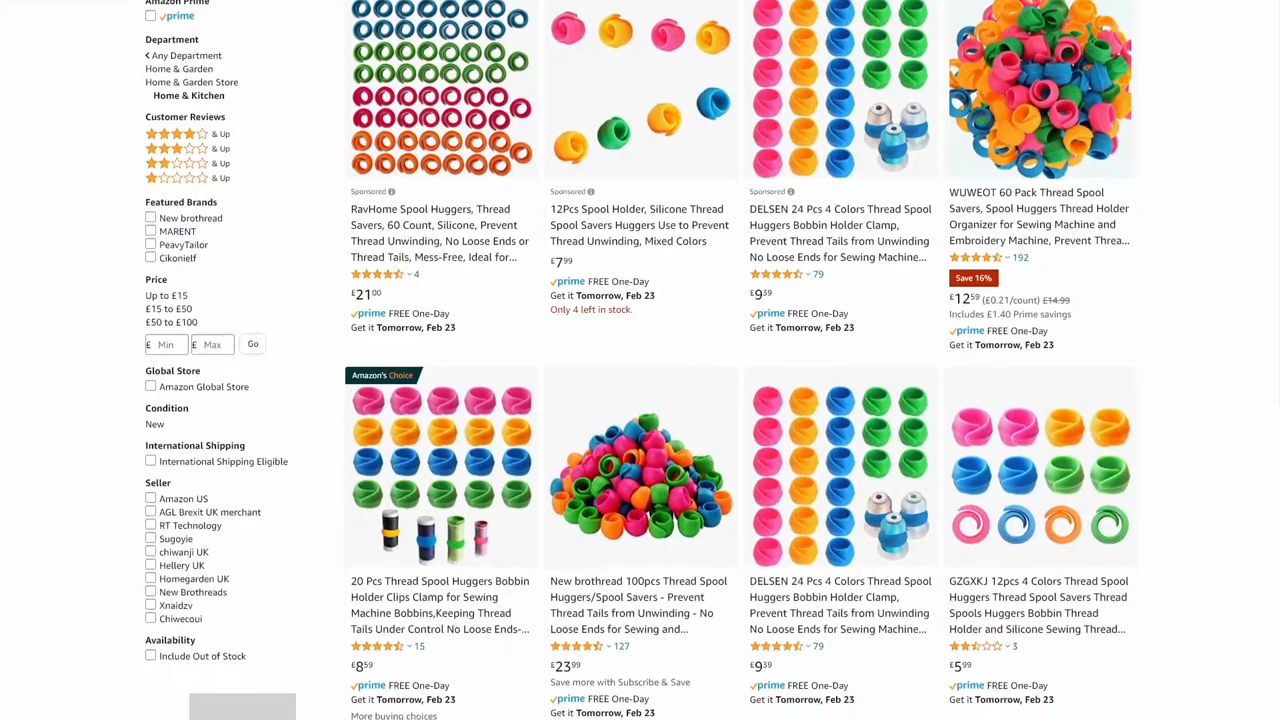 Amazon Prime
prime
Department
Any Department
Home & Garden
Home & Garden Store
Home & Kitchen
Customer Reviews
& Up
& Up
& Up
& Up
Featured Brands
New brothread
MARENT
PeavyTailor
Cikonielf
Price
Up to £15
£15 to £50
£50 to £100
£ Min £ Max Go
Global Store
Amazon Global Store
Condition
New
International Shipping
International Shipping Eligible
Seller
Amazon US
AGL Brexit UK merchant
RT Technology
Sugoyie
chiwanji UK
Hellery UK
Homegarden UK
New Brothreads
Xnaidzv
Chiwecoui
Availability
Include Out of Stock
Sponsored
RavHome Spool Huggers, Thread
Savers, 60 Count, Silicone, Prevent
Thread Unwinding, No Loose Ends or
Thread Tails, Mess-Free, Ideal for...
4
£2100
prime FREE One-Day
Get it Tomorrow, Feb 23
Sponsored
12Pcs Spool Holder, Silicone Thread
Spool Savers Huggers Use to Prevent
Thread Unwinding, Mixed Colors
£799
prime FREE One-Day
Get it Tomorrow, Feb 23
Only 4 left in stock.
Sponsored
DELSEN 24 Pcs 4 Colors Thread Spool
Huggers Bobbin Holder Clamp,
Prevent Thread Tails from Unwinding
No Loose Ends for Sewing Machine...
79
£939
prime FREE One-Day
Get it Tomorrow, Feb 23
WUWEOT 60 Pack Thread Spool
Savers, Spool Huggers Thread Holder
Organizer for Sewing Machine and
Embroidery Machine, Prevent Threa...
192
Save 16%
£1259 (£0.21/count) £14.99
Includes £1.40 Prime savings
prime FREE One-Day
Get it Tomorrow, Feb 23
Amazon's Choice
20 Pcs Thread Spool Huggers Bobbin
Holder Clips Clamp for Sewing
Machine Bobbins,Keeping Thread
Tails Under Control No Loose Ends-...
15
£859
prime FREE One-Day
Get it Tomorrow, Feb 23
More buying choices
New brothread 100pcs Thread Spool
Huggers/Spool Savers - Prevent
Thread Tails from Unwinding - No
Loose Ends for Sewing and...
127
£2399
Save more with Subscribe & Save
prime FREE One-Day
Get it Tomorrow, Feb 23
DELSEN 24 Pcs 4 Colors Thread Spool
Huggers Bobbin Holder Clamp,
Prevent Thread Tails from Unwinding
No Loose Ends for Sewing Machine...
79
£939
prime FREE One-Day
Get it Tomorrow, Feb 23
GZGXKJ 12pcs 4 Colors Thread Spool
Huggers Thread Spool Savers Thread
Spools Huggers Bobbin Thread
Holder and Silicone Sewing Thread...
3
£599
prime FREE One-Day
Get it Tomorrow, Feb 23